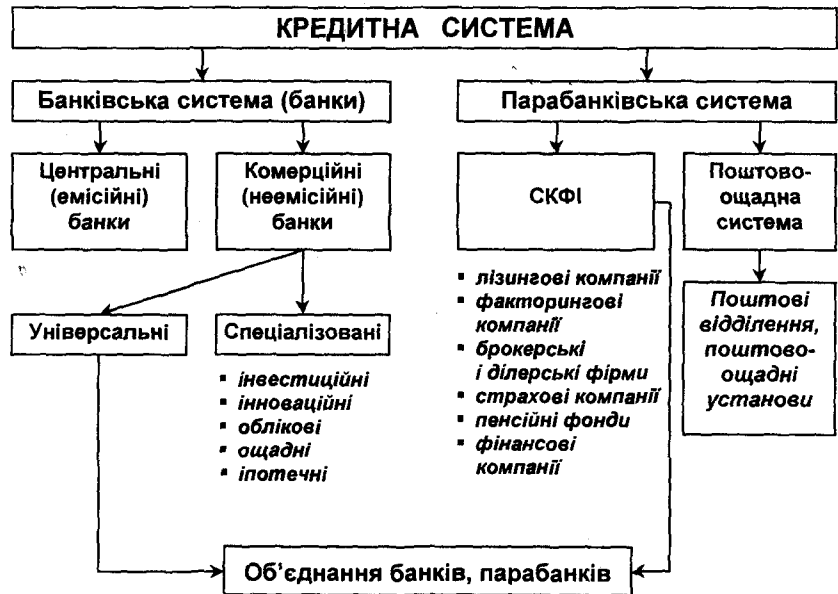 КРЕДИТНА СИСТЕМА
Банківська система (банки)
Парабанківська система
Центральні
(емісійні)
банки
Комерційні
(неемісійні)
банки
СКФІ
Поштово-
ощадна
система
Універсальні
Спеціалізовані
▪ інвестиційні
▪ інноваційні
▪ облікові
▪ ощадні
▪ іпотечні
▪ лізингові компанії
▪ факторингові
компанії
▪ брокерські
і ділерські фірми
▪ страхові компанії
▪ пенсійні фонди
▪ фінансові
компанії
Поштові
відділення,
поштово-
ощадні
установи
Об’єднання банків, парабанків